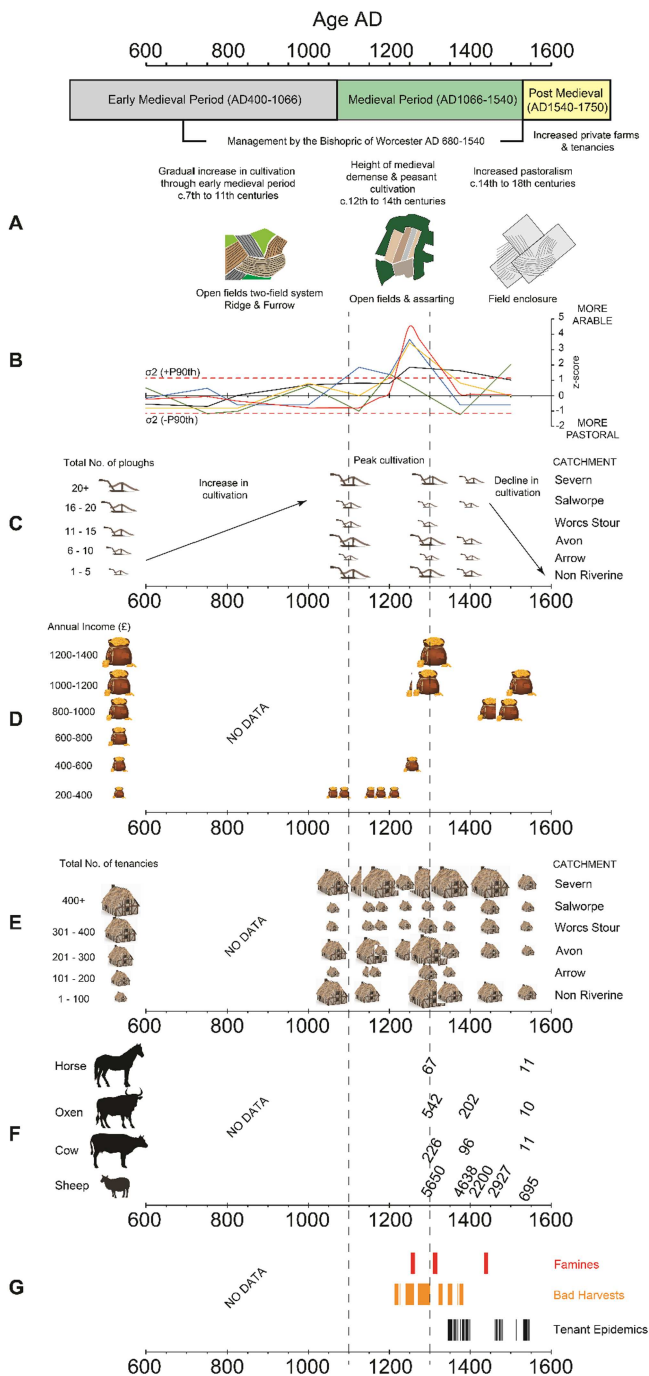 Age AD
600 800 1000 1200 1400 1600
Early Medieval Period (AD400-1066)
Medieval Period (AD1066-1540)
Post Medieval
(AD1540-1750)
Management by the Bishopric of Worcester AD 680-1540
Increased private farms
& tenancies
Gradual increase in cultivation
through early medieval period
c.7th to 11th centuries
Height of medieval
demense & peasant
cultivation
c.12th to 14th centuries
Increased pastoralism
c.14th to 18th centuries
A
Open fields two-field system
Ridge & Furrow
Open fields & assarting
Field enclosure
MORE
ARABLE
B
5
4
3
2
1
0
-1
-2
z-score
σ2 (+P90th)
σ2 (-P90th)
MORE
PASTORAL
C
Total No. of ploughs
20+
16 - 20
11 - 15
6 - 10
1 - 5
Increase in
cultivation
Peak cultivation
Decline in
cultivation
CATCHMENT
Severn
Salworpe
Worcs Stour
Avon
Arrow
Non Riverine
600 800 1000 1200 1400 1600
D
Annual Income (£)
1200-1400
1000-1200
800-1000
600-800
400-600
200-400
NO DATA
600 800 1000 1200 1400 1600
E
Total No. of tenancies
400+
301 - 400
201 - 300
101 - 200
1 - 100
NO DATA
CATCHMENT
Severn
Salworpe
Worcs Stour
Avon
Arrow
Non Riverine
600 800 1000 1200 1400 1600
F
Horse
67 11
Oxen
542 202 10
Cow
226 96 11
Sheep
5650 4638 2200 2927 695
NO DATA
600 800 1000 1200 1400 1600
G
NO DATA
Famines
Bad Harvests
Tenant Epidemics
600 800 1000 1200 1400 1600